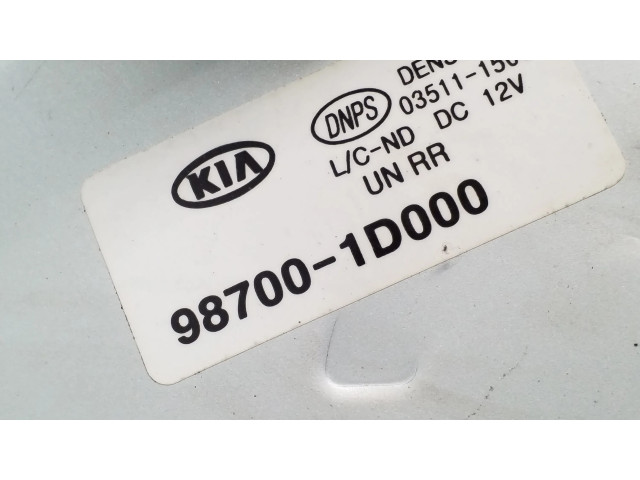 KIA
DNPS
L/C-ND DC 12V
UN RR
98700-1D000